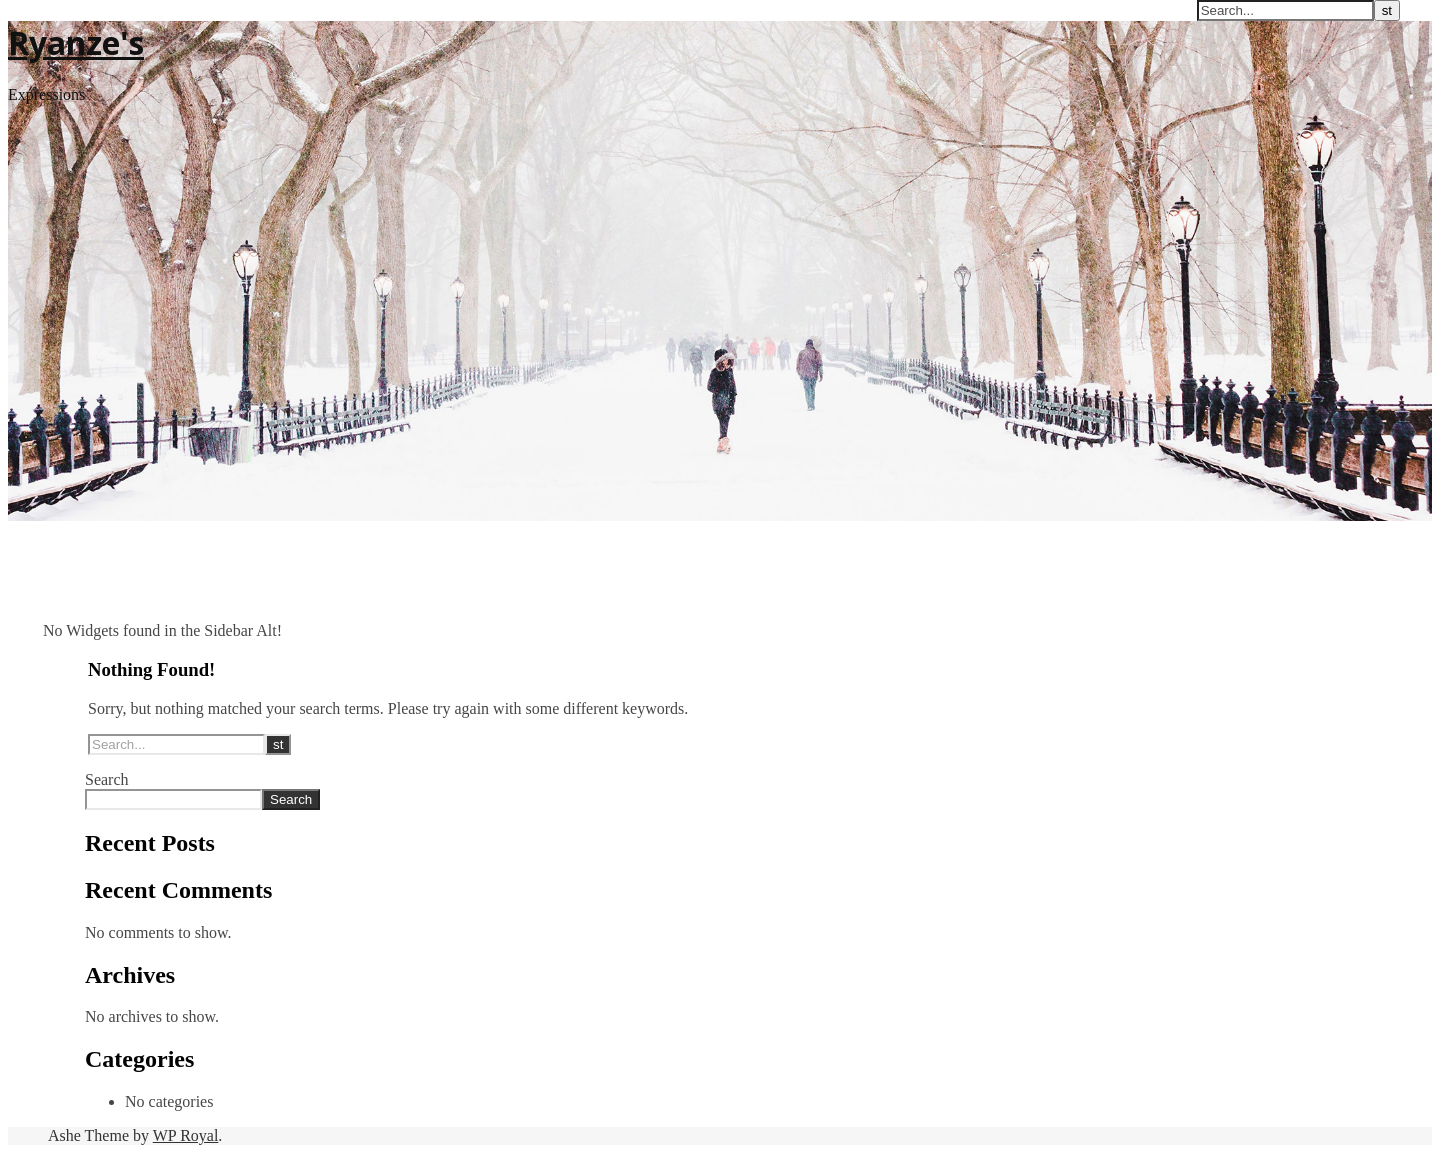 Search... st
Ryanze's
Expressions
No Widgets found in the Sidebar Alt!
Nothing Found!
Sorry, but nothing matched your search terms. Please try again with some different keywords.
Search... st
Search
Search
Recent Posts
Recent Comments
No comments to show.
Archives
No archives to show.
Categories
No categories
Ashe Theme by WP Royal.